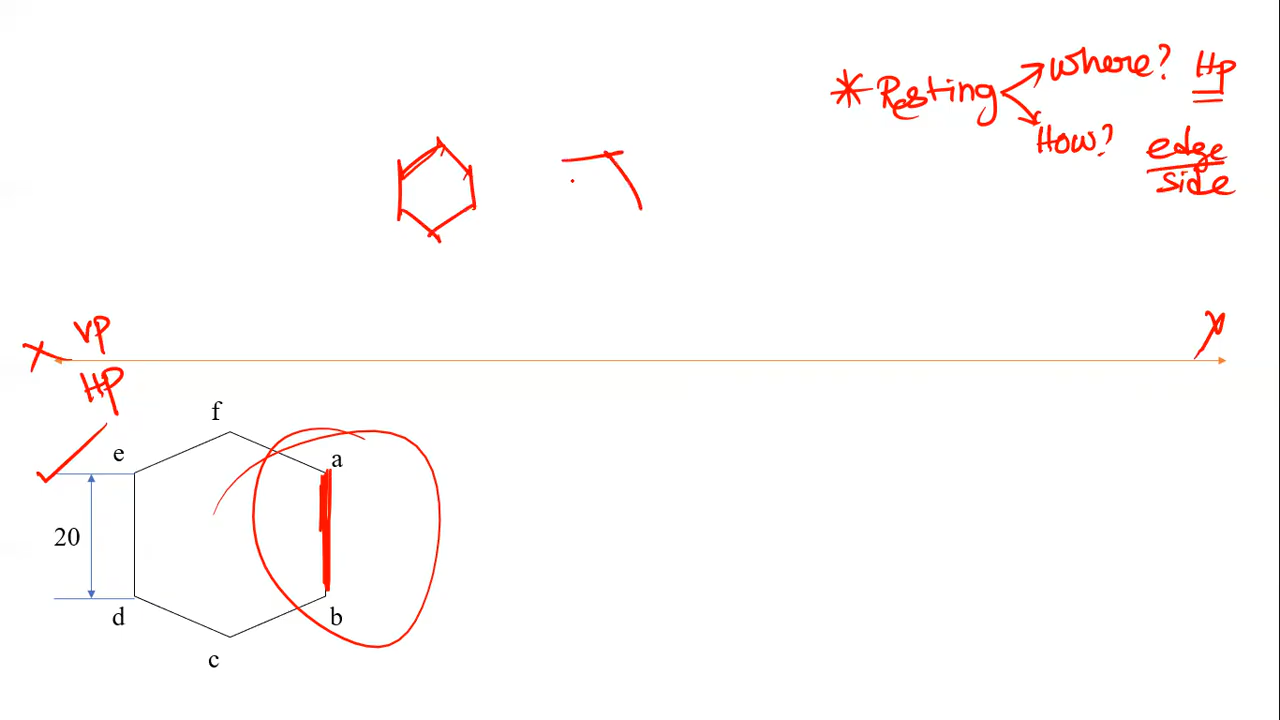 * Resting
where? Hp
How? edge
side
X
VP
Y
HP
f
e
a
20
d
b
c